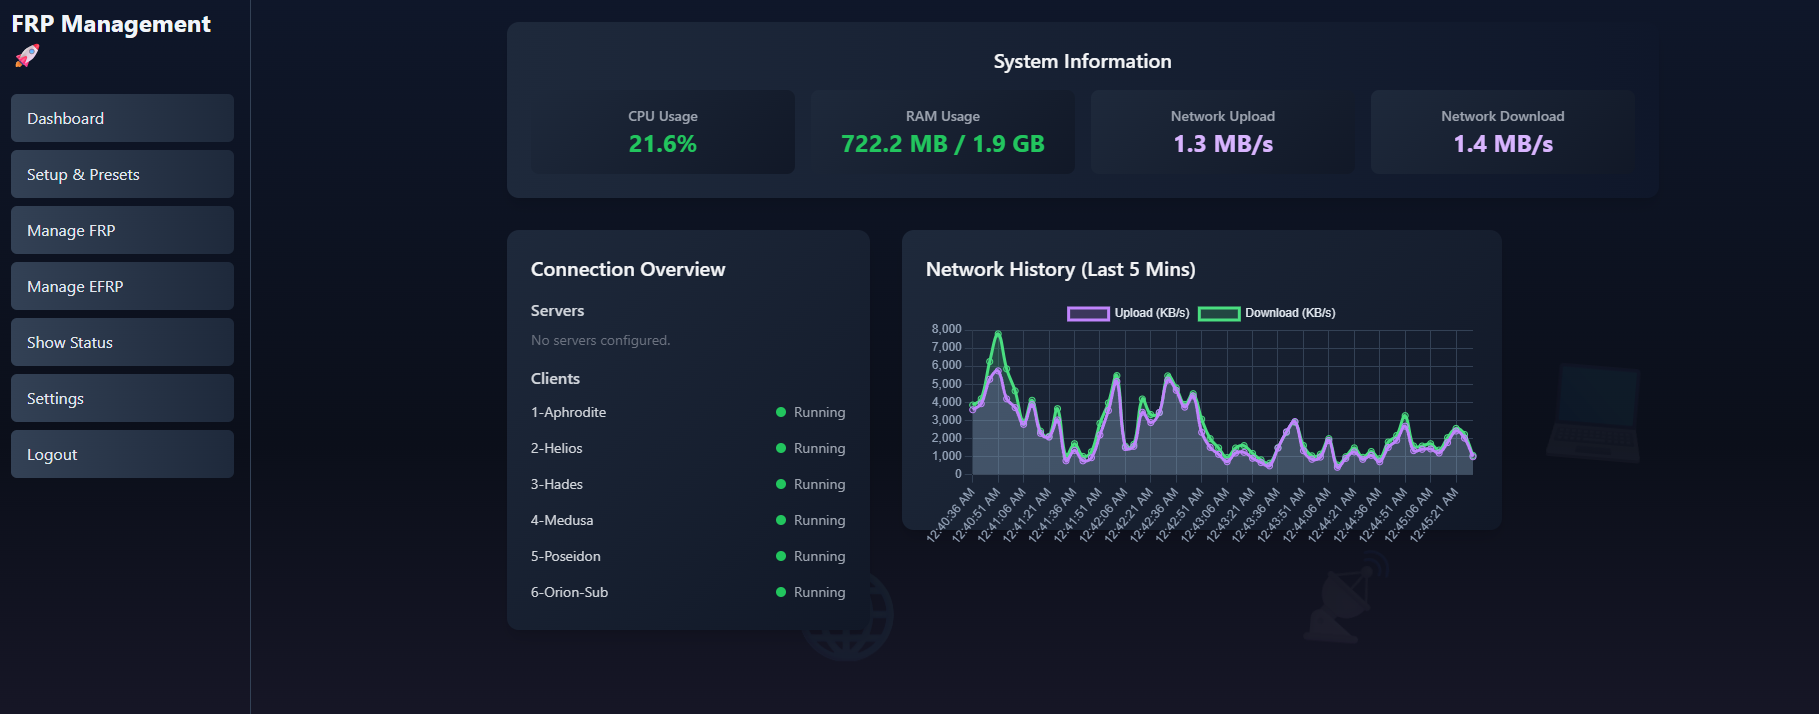 FRP Management
🚀
Dashboard
Setup & Presets
Manage FRP
Manage EFRP
Show Status
Settings
Logout
System Information
CPU Usage
21.6%
RAM Usage
722.2 MB / 1.9 GB
Network Upload
1.3 MB/s
Network Download
1.4 MB/s
Connection Overview
Servers
No servers configured.
Clients
1-Aphrodite Running
2-Helios Running
3-Hades Running
4-Medusa Running
5-Poseidon Running
6-Orion-Sub Running
Network History (Last 5 Mins)
Upload (KB/s) Download (KB/s)
8,000
7,000
6,000
5,000
4,000
3,000
2,000
1,000
0
12:40:36 AM
12:40:51 AM
12:41:06 AM
12:41:21 AM
12:41:36 AM
12:41:51 AM
12:42:06 AM
12:42:21 AM
12:42:36 AM
12:42:51 AM
12:43:06 AM
12:43:21 AM
12:43:36 AM
12:43:51 AM
12:44:06 AM
12:44:21 AM
12:44:36 AM
12:44:51 AM
12:45:06 AM
12:45:21 AM